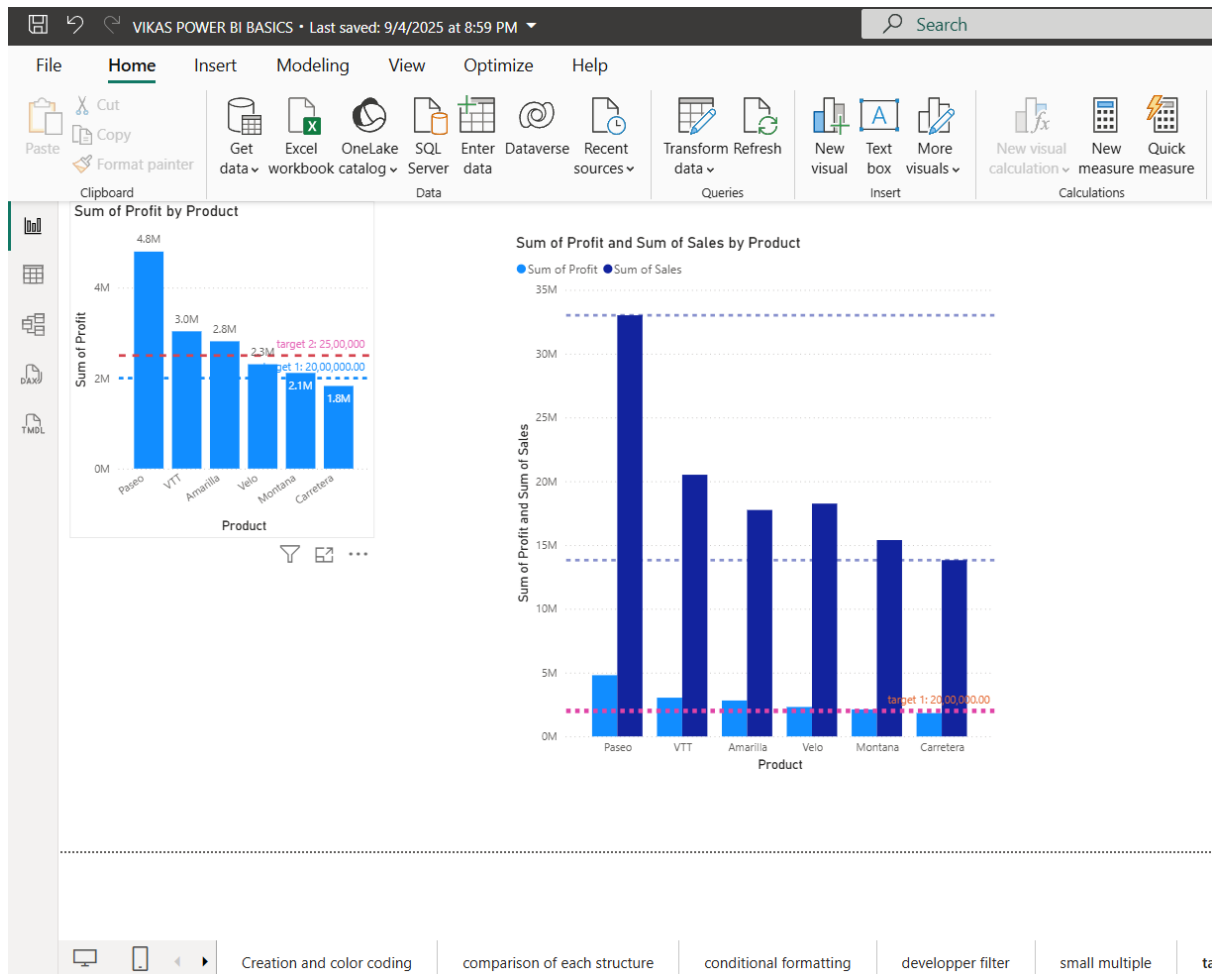 VIKAS POWER BI BASICS • Last saved: 9/4/2025 at 8:59 PM
Search
File Home Insert Modeling View Optimize Help
Paste
Cut
Copy
Format painter
Clipboard
Get data
Excel workbook
OneLake catalog
SQL Server
Enter data
Dataverse
Recent sources
Data
Transform data
Refresh
Queries
New visual
Text box
More visuals
Insert
New visual calculation
New measure
Quick measure
Calculations
DAX
TMDL
Sum of Profit by Product
4.8M
4M
3.0M
2.8M
2.3M
target 2: 25,00,000
get 1: 20,00,000.00
2M
2.1M
1.8M
0M
Sum of Profit
Paseo VTT Amarilla Velo Montana Carretera
Product
Sum of Profit and Sum of Sales by Product
Sum of Profit Sum of Sales
35M
30M
25M
20M
15M
10M
5M
target 1: 20,00,000.00
0M
Sum of Profit and Sum of Sales
Paseo VTT Amarilla Velo Montana Carretera
Product
Creation and color coding
comparison of each structure
conditional formatting
developper filter
small multiple
ta